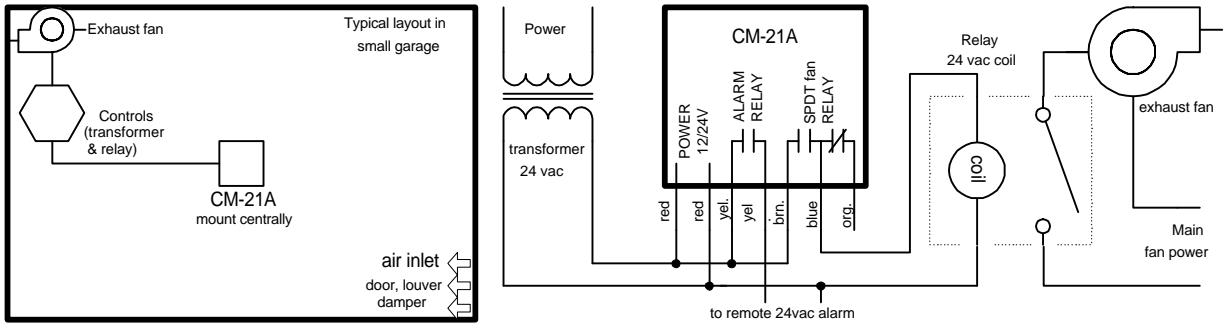 Exhaust fan
Typical layout in
small garage
Controls
(transformer
& relay)
CM-21A
mount centrally
air inlet
door, louver
damper
Power
transformer
24 vac
CM-21A
POWER
12/24V
ALARM
RELAY
SPDT fan
RELAY
red
red
yel.
yel
brn.
blue
org.
to remote 24vac alarm
Relay
24 vac coil
coil
exhaust fan
Main
fan power